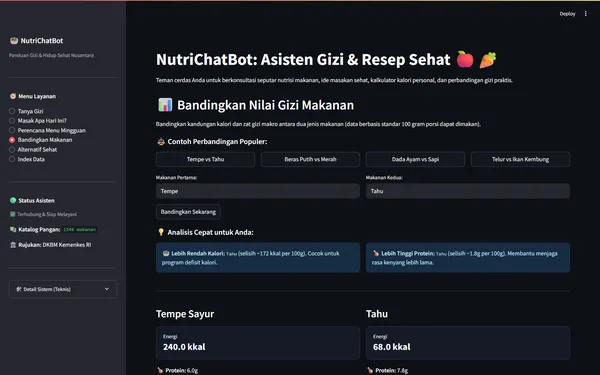 Deploy
NutriChatBot
Panduan Gizi & Hidup Sehat Nusantara
Menu Layanan
Tanya Gizi
Masak Apa Hari Ini?
Perencana Menu Mingguan
Bandingkan Makanan
Alternatif Sehat
Index Data
Status Asisten
Terhubung & Siap Melayani
Katalog Pangan: 1346 makanan
Rujukan: DKBM Kemenkes RI
Detail Sistem (Teknis)
NutriChatBot: Asisten Gizi & Resep Sehat
Teman cerdas Anda untuk berkonsultasi seputar nutrisi makanan, ide masakan sehat, kalkulator kalori personal, dan perbandingan gizi praktis.
Bandingkan Nilai Gizi Makanan
Bandingkan kandungan kalori dan zat gizi makro antara dua jenis makanan (data berbasis standar 100 gram porsi dapat dimakan).
Contoh Perbandingan Populer:
Tempe vs Tahu
Beras Putih vs Merah
Dada Ayam vs Sapi
Telur vs Ikan Kembung
Makanan Pertama:
Makanan Kedua:
Tempe
Tahu
Bandingkan Sekarang
Analisis Cepat untuk Anda:
Lebih Rendah Kalori: Tahu (selisih ~172 kkal per 100g). Cocok untuk
program defisit kalori.
Lebih Tinggi Protein: Tahu (selisih ~1.8g per 100g). Membantu menjaga
rasa kenyang lebih lama.
Tempe Sayur
Tahu
Energi
240.0 kkal
Energi
68.0 kkal
Protein: 6.0g
Protein: 7.8g